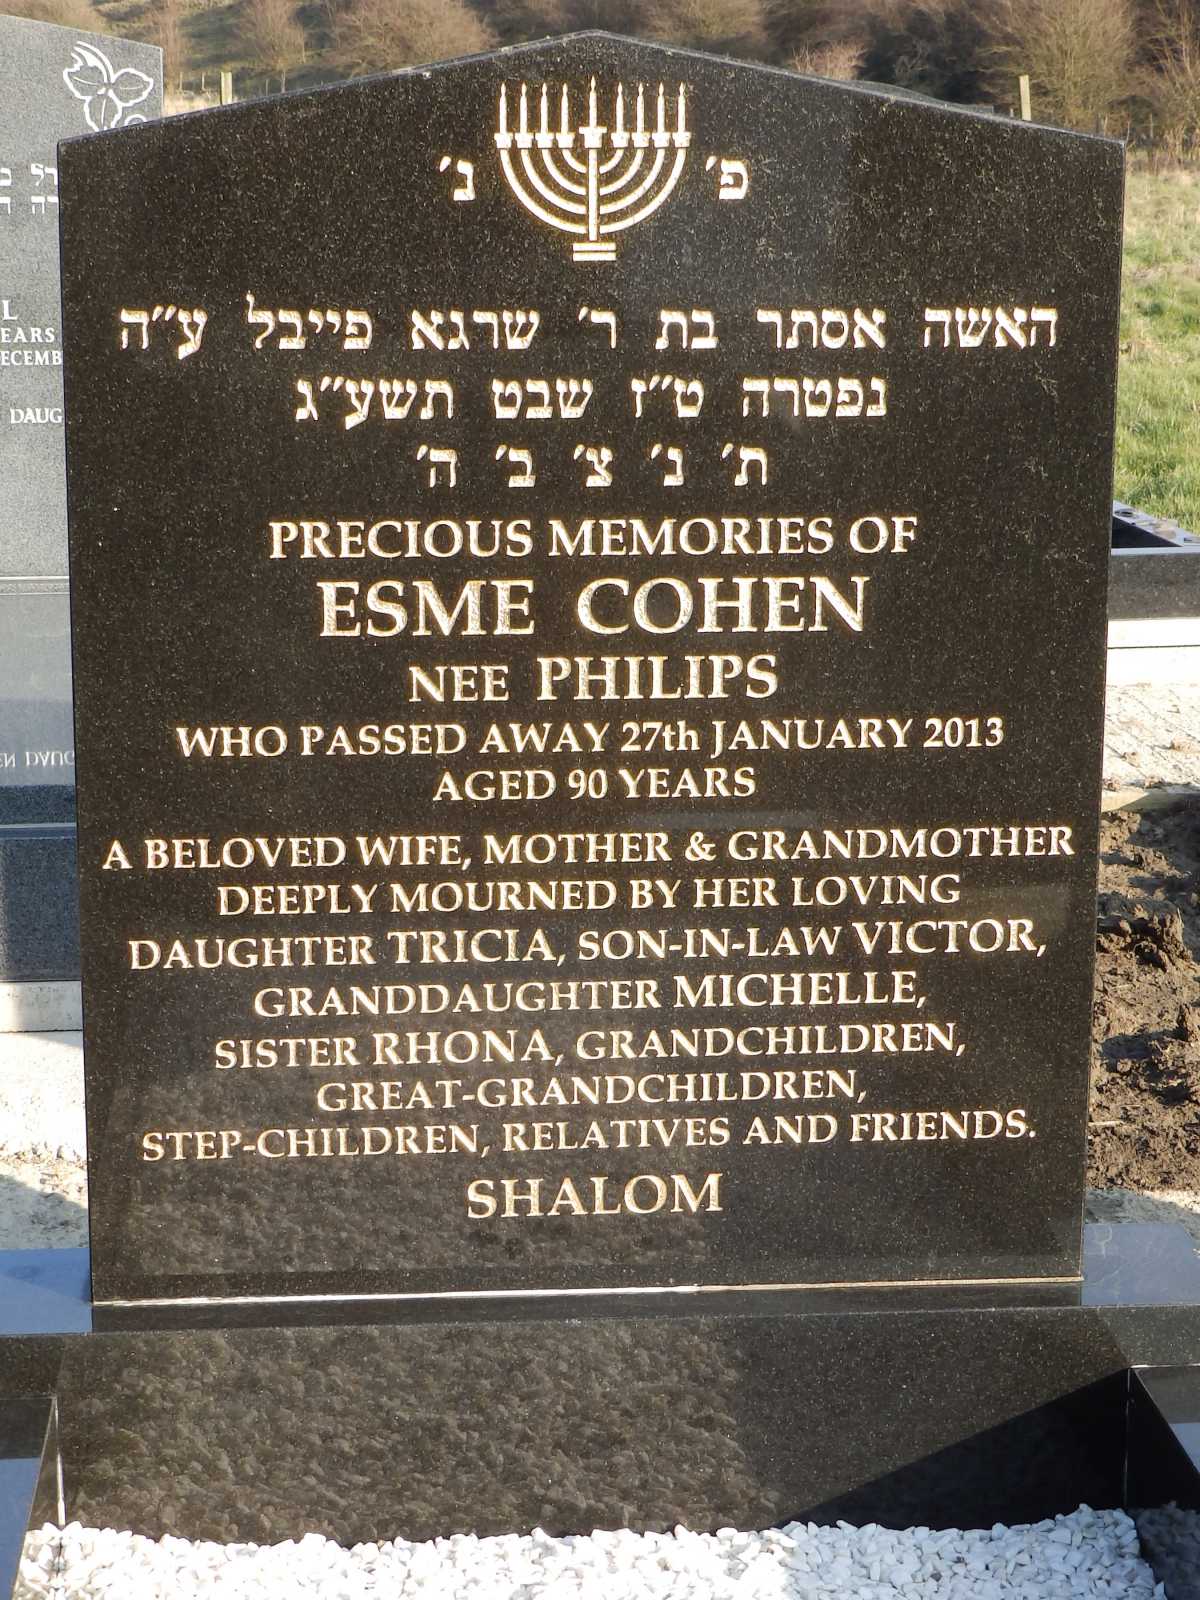 פ׳ נ׳
האשה אסתר בת ר׳ שרגא פייבל ע״ה
נפטרה ט״ז שבט תשע״ג
ת׳ נ׳ צ׳ ב׳ ה׳
PRECIOUS MEMORIES OF
ESME COHEN
NEE PHILIPS
WHO PASSED AWAY 27th JANUARY 2013
AGED 90 YEARS
A BELOVED WIFE, MOTHER & GRANDMOTHER
DEEPLY MOURNED BY HER LOVING
DAUGHTER TRICIA, SON-IN-LAW VICTOR,
GRANDDAUGHTER MICHELLE,
SISTER RHONA, GRANDCHILDREN,
GREAT-GRANDCHILDREN,
STEP-CHILDREN, RELATIVES AND FRIENDS.
SHALOM